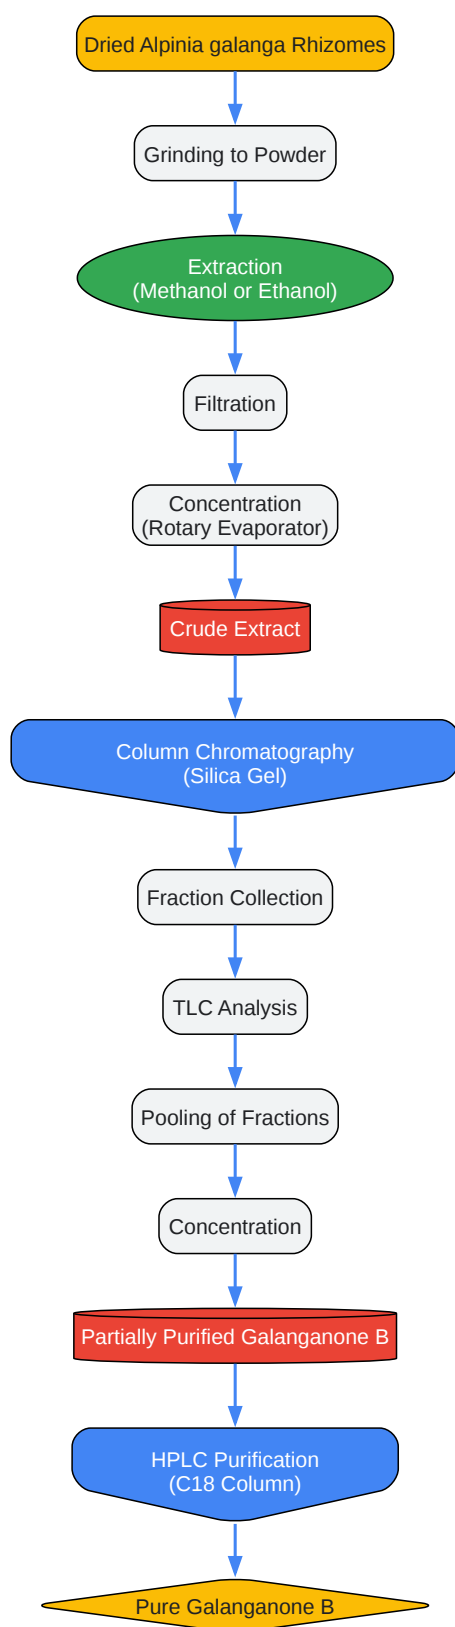 Dried Alpinia galanga Rhizomes
Grinding to Powder
Extraction
(Methanol or Ethanol)
Filtration
Concentration
(Rotary Evaporator)
Crude Extract
Column Chromatography
(Silica Gel)
Fraction Collection
TLC Analysis
Pooling of Fractions
Concentration
Partially Purified Galanganone B
HPLC Purification
(C18 Column)
Pure Galanganone B